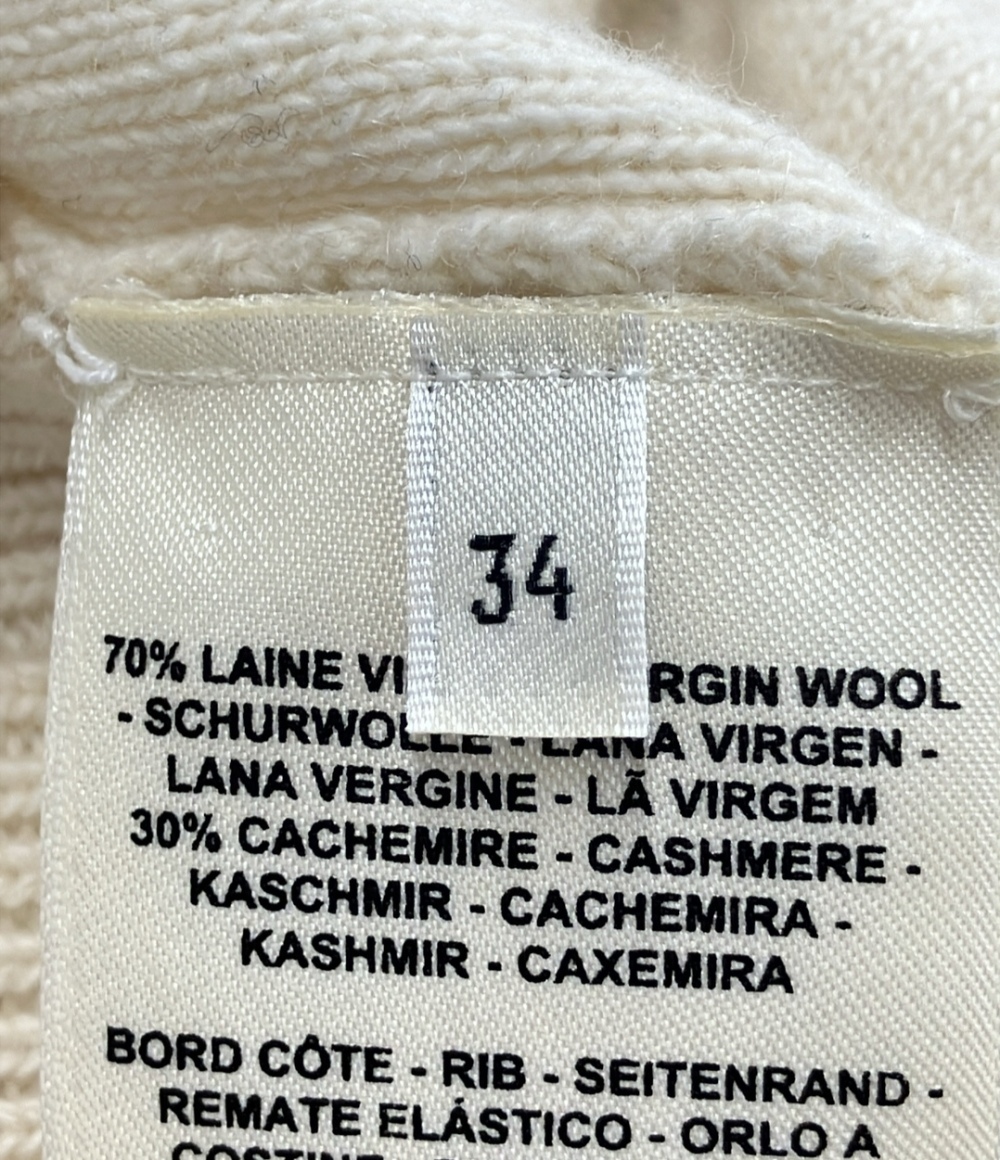 34
70% LAINE VI RGIN WOOL
- SCHURWOLLE - LANA VIRGEN -
LANA VERGINE - LÃ VIRGEM
30% CACHEMIRE - CASHMERE -
KASCHMIR - CACHEMIRA -
KASHMIR - CAXEMIRA
BORD CÔTE - RIB - SEITENRAND -
REMATE ELÁSTICO - ORLO A